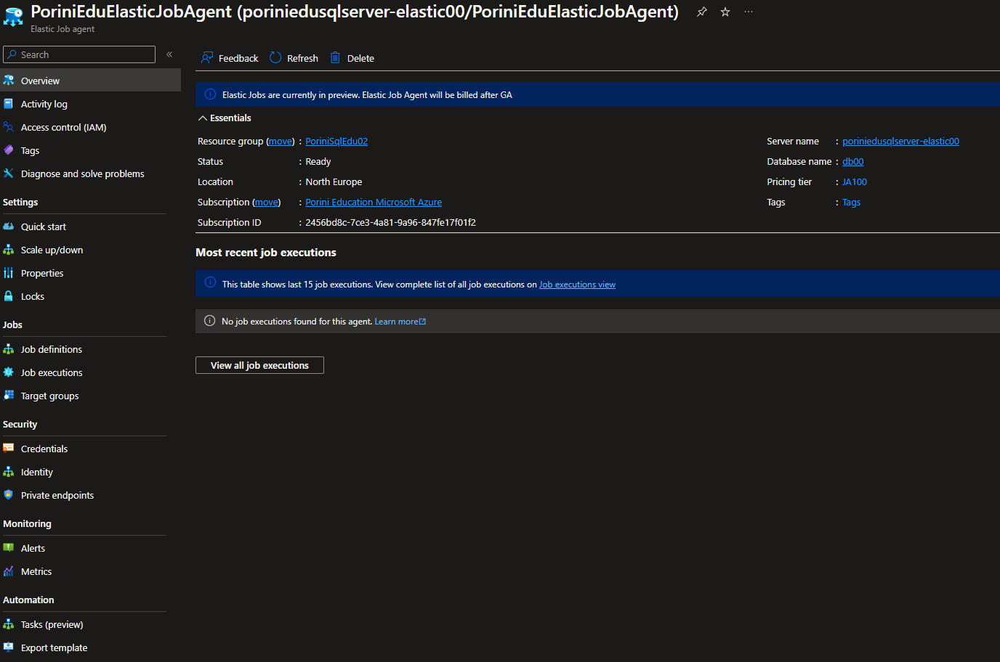 PoriniEduElasticJobAgent (poriniedusqlserver-elastic00/PoriniEduElasticJobAgent)
Elastic Job agent
Search
Overview
Activity log
Access control (IAM)
Tags
Diagnose and solve problems
Settings
Quick start
Scale up/down
Properties
Locks
Jobs
Job definitions
Job executions
Target groups
Security
Credentials
Identity
Private endpoints
Monitoring
Alerts
Metrics
Automation
Tasks (preview)
Export template
Feedback Refresh Delete
Elastic Jobs are currently in preview. Elastic Job Agent will be billed after GA
Essentials
Resource group (move) : PoriniSqlEdu02
Status : Ready
Location : North Europe
Subscription (move) : Porini Education Microsoft Azure
Subscription ID : 2456bd8c-7ce3-4a81-9a96-847fe17f01f2
Server name : poriniedusqlserver-elastic00
Database name : db00
Pricing tier : JA100
Tags : Tags
Most recent job executions
This table shows last 15 job executions. View complete list of all job executions on Job executions view
No job executions found for this agent. Learn more
View all job executions